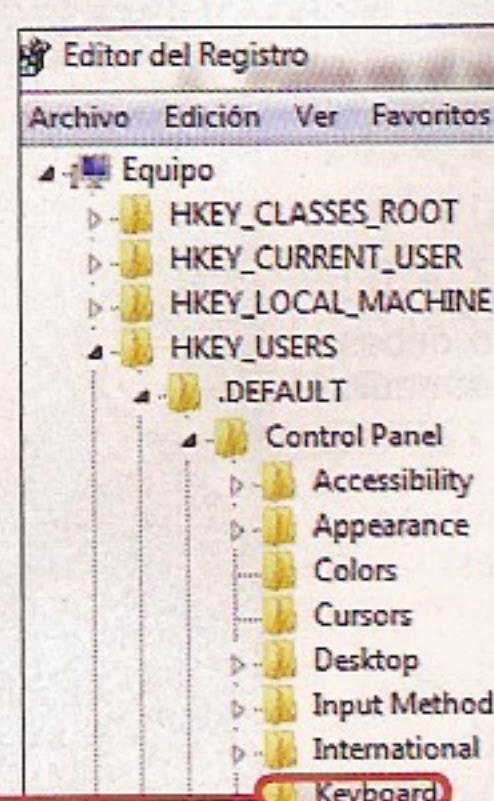 Editor del Registro
Archivo Edición Ver Favoritos
Equipo
HKEY_CLASSES_ROOT
HKEY_CURRENT_USER
HKEY_LOCAL_MACHINE
HKEY_USERS
.DEFAULT
Control Panel
Accessibility
Appearance
Colors
Cursors
Desktop
Input Method
International
Keyboard